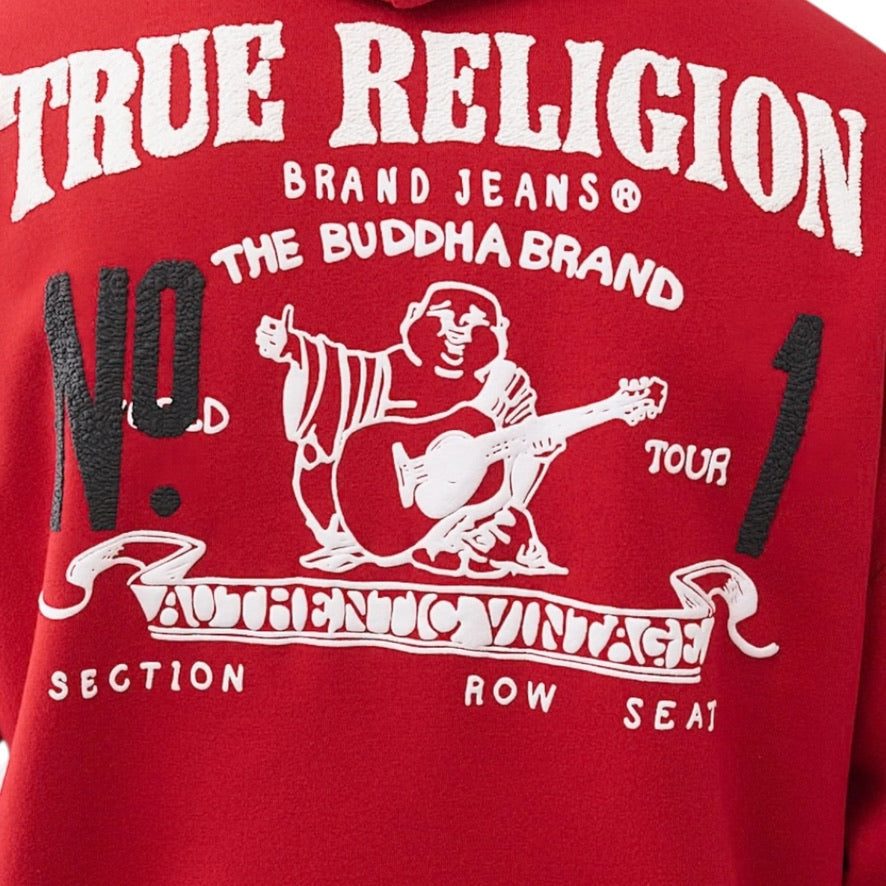 TRUE RELIGION
BRAND JEANS®
THE BUDDHA BRAND
No. 1
TOUR
AUTHENTIC VINTAGE
SECTION ROW SEAT